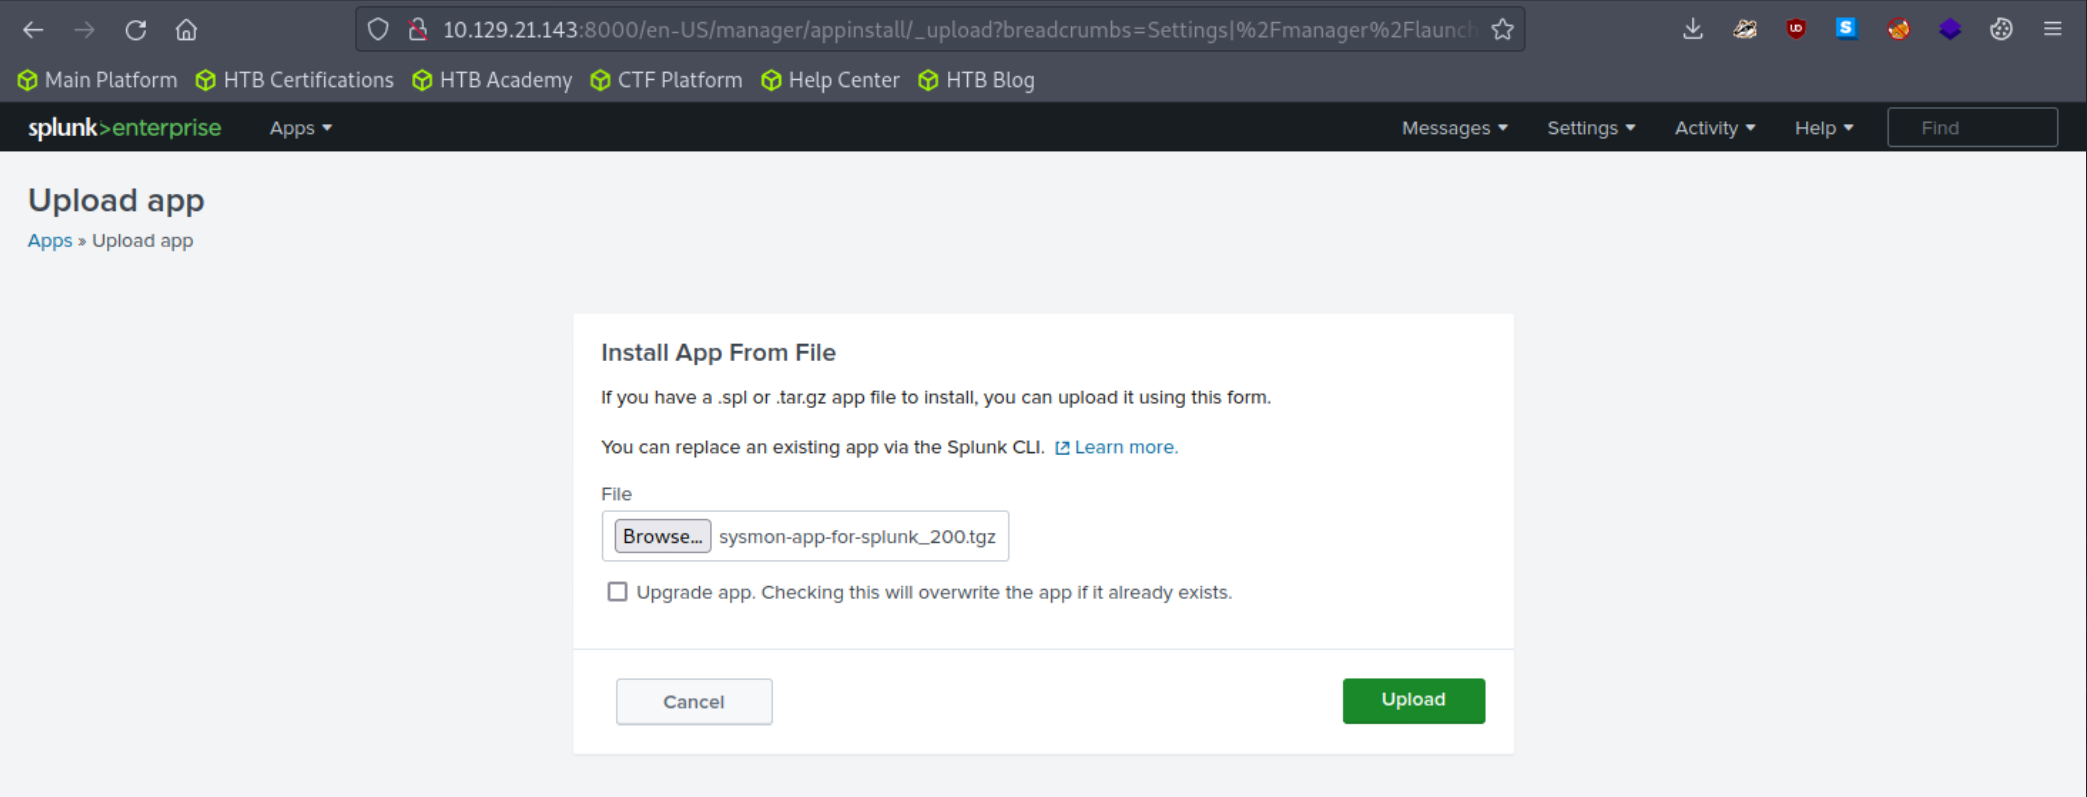 10.129.21.143:8000/en-US/manager/appinstall/_upload?breadcrumbs=Settings|%2Fmanager%2Flaunch
Main Platform HTB Certifications HTB Academy CTF Platform Help Center HTB Blog
splunk>enterprise Apps Messages Settings Activity Help Find
Upload app
Apps » Upload app
Install App From File
If you have a .spl or .tar.gz app file to install, you can upload it using this form.
You can replace an existing app via the Splunk CLI. Learn more.
File
Browse... sysmon-app-for-splunk_200.tgz
Upgrade app. Checking this will overwrite the app if it already exists.
Cancel Upload